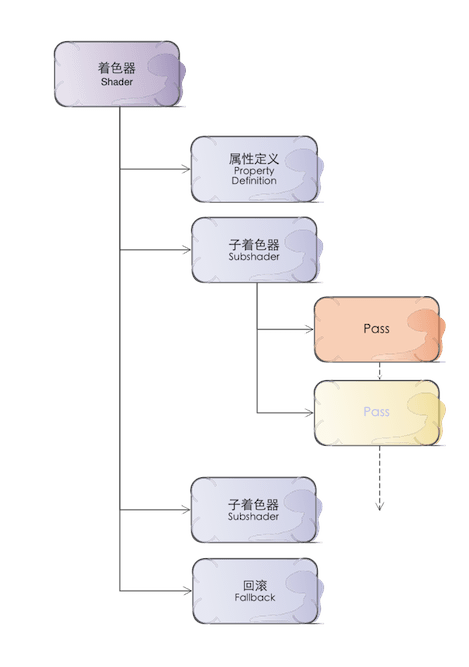 着色器
Shader
属性定义
Property
Definition
子着色器
Subshader
Pass
Pass
子着色器
Subshader
回滚
Fallback